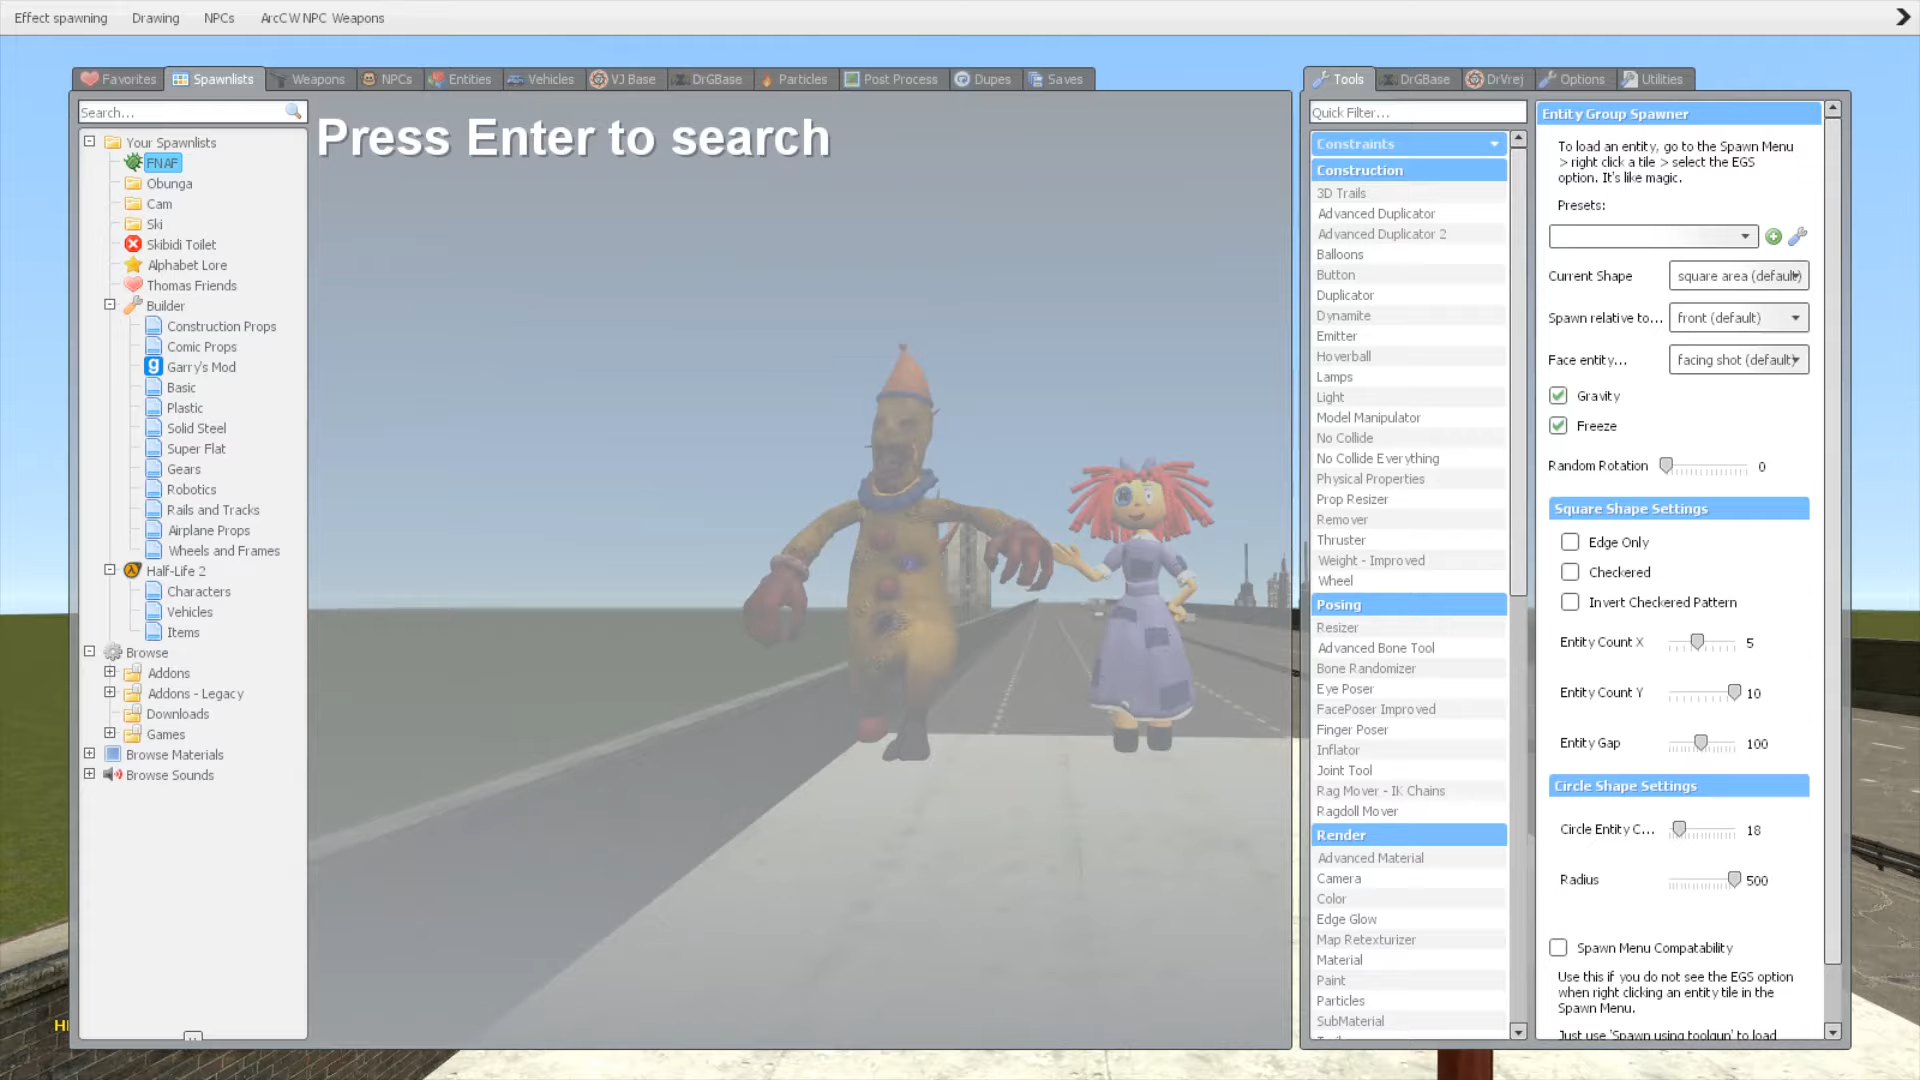 Effect spawning Drawing NPCs ArcCW NPC Weapons
Favorites Spawnlists Weapons NPCs Entities Vehicles VJ Base DrGBase Particles Post Process Dupes Saves
Search...
Press Enter to search
Your Spawnlists
FNAF
Obunga
Cam
Ski
Skibidi Toilet
Alphabet Lore
Thomas Friends
Builder
Construction Props
Comic Props
Garry's Mod
Basic
Plastic
Solid Steel
Super Flat
Gears
Robotics
Rails and Tracks
Airplane Props
Wheels and Frames
Half-Life 2
Characters
Vehicles
Items
Browse
Addons
Addons - Legacy
Downloads
Games
Browse Materials
Browse Sounds
Tools DrGBase DrVrej Options Utilities
Quick Filter...
Constraints
Construction
3D Trails
Advanced Duplicator
Advanced Duplicator 2
Balloons
Button
Duplicator
Dynamite
Emitter
Hoverball
Lamps
Light
Model Manipulator
No Collide
No Collide Everything
Physical Properties
Prop Resizer
Remover
Thruster
Weight - Improved
Wheel
Posing
Resizer
Advanced Bone Tool
Bone Randomizer
Eye Poser
FacePoser Improved
Finger Poser
Inflator
Joint Tool
Rag Mover - IK Chains
Ragdoll Mover
Render
Advanced Material
Camera
Color
Edge Glow
Map Retexturizer
Material
Paint
Particles
SubMaterial
Entity Group Spawner
To load an entity, go to the Spawn Menu
> right click a tile > select the EGS
option. It's like magic.
Presets:
Current Shape square area (default)
Spawn relative to... front (default)
Face entity... facing shot (default)
Gravity
Freeze
Random Rotation 0
Square Shape Settings
Edge Only
Checkered
Invert Checkered Pattern
Entity Count X 5
Entity Count Y 10
Entity Gap 100
Circle Shape Settings
Circle Entity C... 18
Radius 500
Spawn Menu Compatability
Use this if you do not see the EGS option
when right clicking an entity tile in the
Spawn Menu.
Just use 'Spawn using toolgun' to load